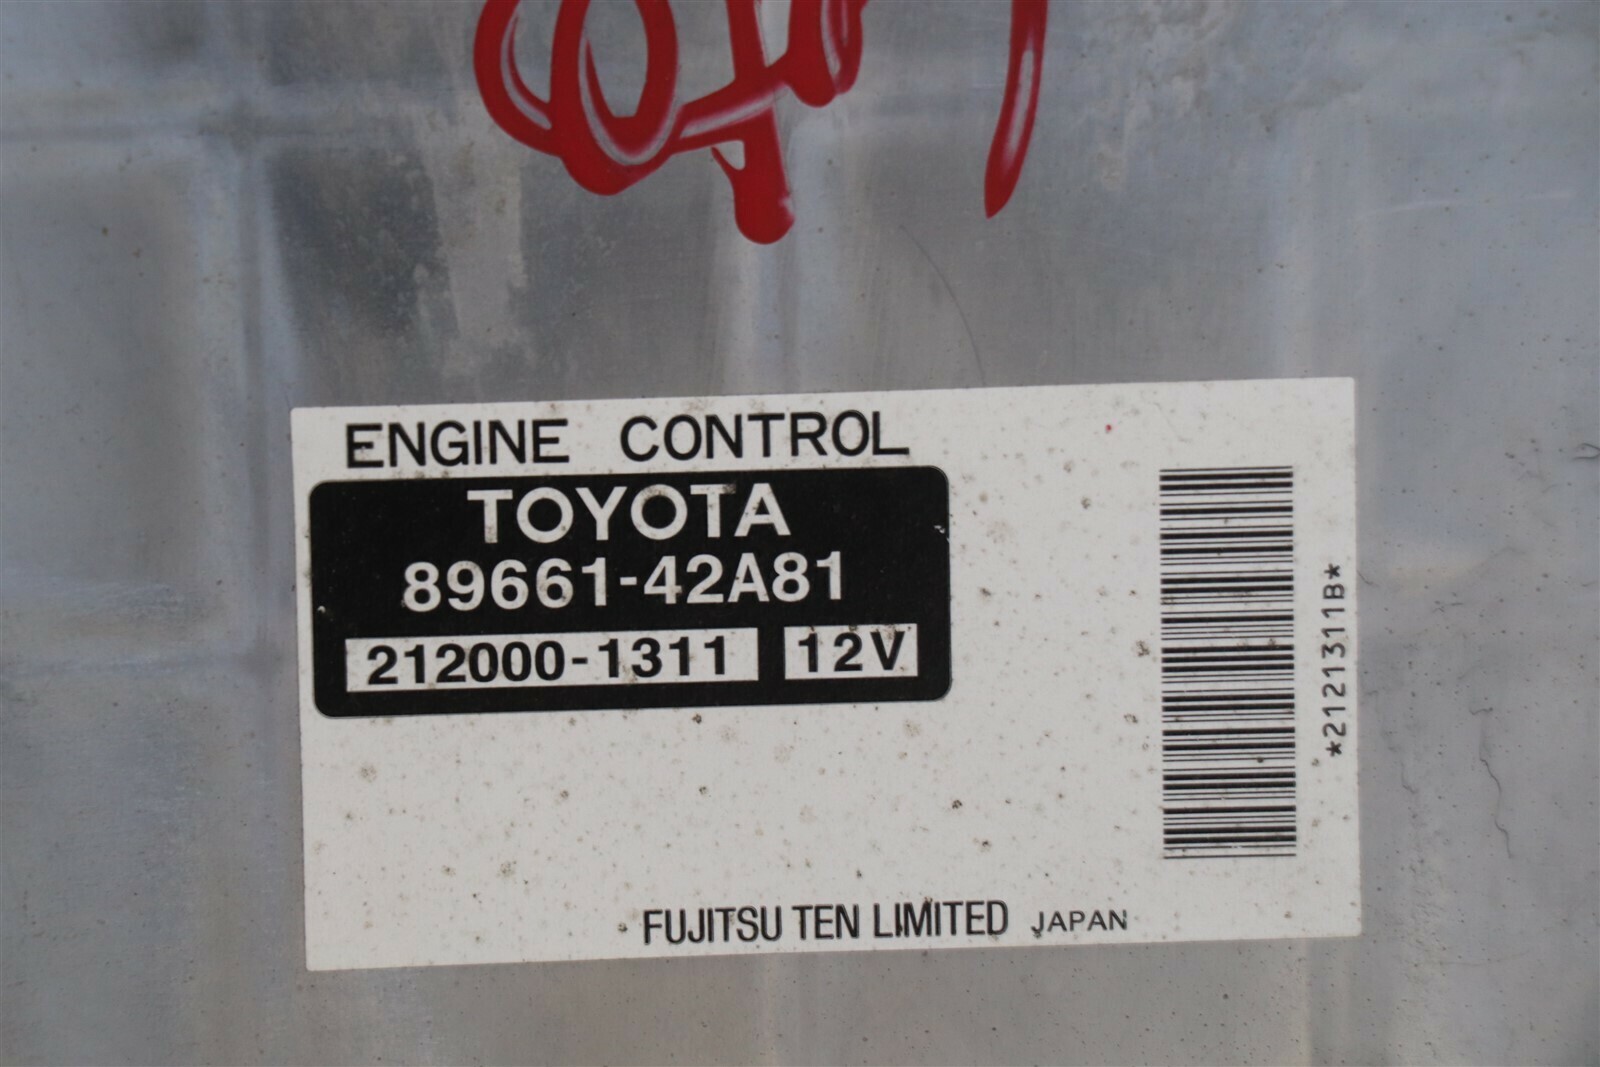 ENGINE CONTROL
TOYOTA
89661-42A81
212000-1311 12V
*2121311B*
FUJITSU TEN LIMITED JAPAN